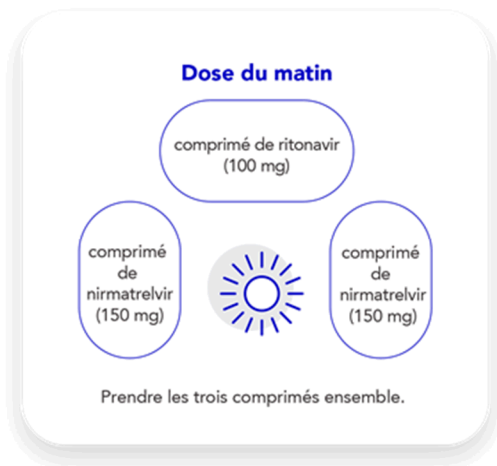 Dose du matin
comprimé de ritonavir
(100 mg)
comprimé
de
nirmatrelvir
(150 mg)
comprimé
de
nirmatrelvir
(150 mg)
Prendre les trois comprimés ensemble.